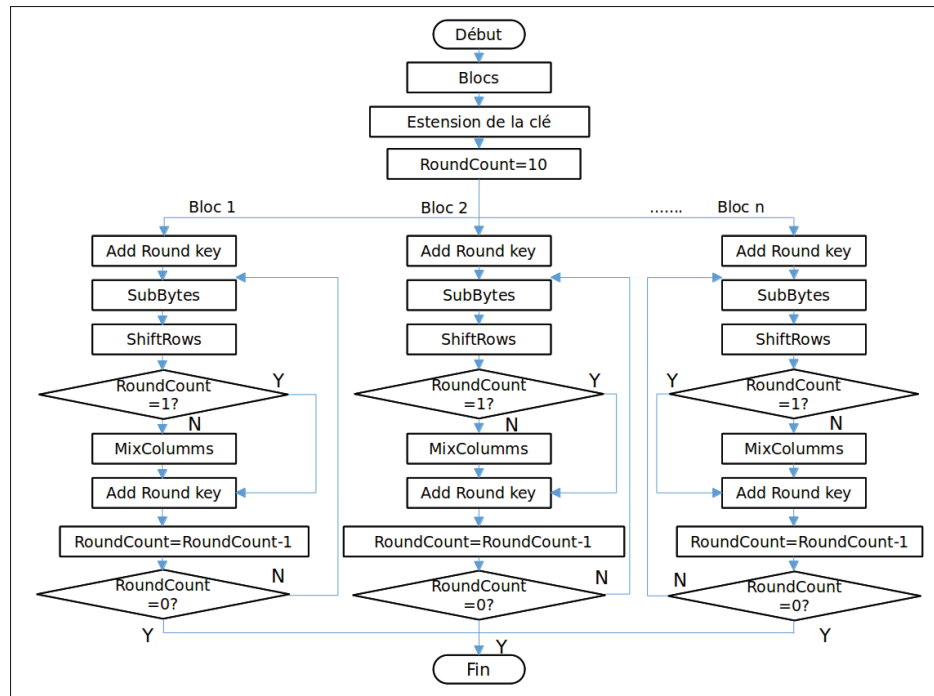 Début
Blocs
Estension de la clé
RoundCount=10
Bloc 1
Bloc 2
.......
Bloc n
Add Round key
SubBytes
ShiftRows
RoundCount
=1?
Y
N
MixColumms
Add Round key
RoundCount=RoundCount-1
RoundCount
=0?
N
Y
Add Round key
SubBytes
ShiftRows
RoundCount
=1?
Y
N
MixColumms
Add Round key
RoundCount=RoundCount-1
RoundCount
=0?
N
Y
Add Round key
SubBytes
ShiftRows
Y
RoundCount
=1?
N
MixColumms
Add Round key
RoundCount=RoundCount-1
N
RoundCount
=0?
Y
Fin